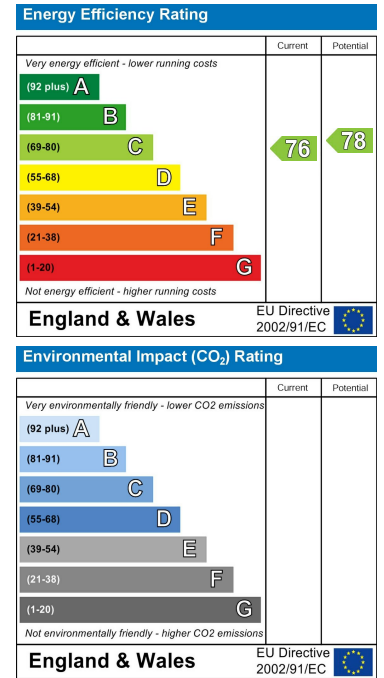 Energy Efficiency Rating
Current Potential
Very energy efficient - lower running costs
(92 plus) A
(81-91) B
(69-80) C
76 78
(55-68) D
(39-54) E
(21-38) F
(1-20) G
Not energy efficient - higher running costs
England & Wales
EU Directive
2002/91/EC
Environmental Impact (CO₂) Rating
Current Potential
Very environmentally friendly - lower CO2 emissions
(92 plus) A
(81-91) B
(69-80) C
(55-68) D
(39-54) E
(21-38) F
(1-20) G
Not environmentally friendly - higher CO2 emissions
England & Wales
EU Directive
2002/91/EC